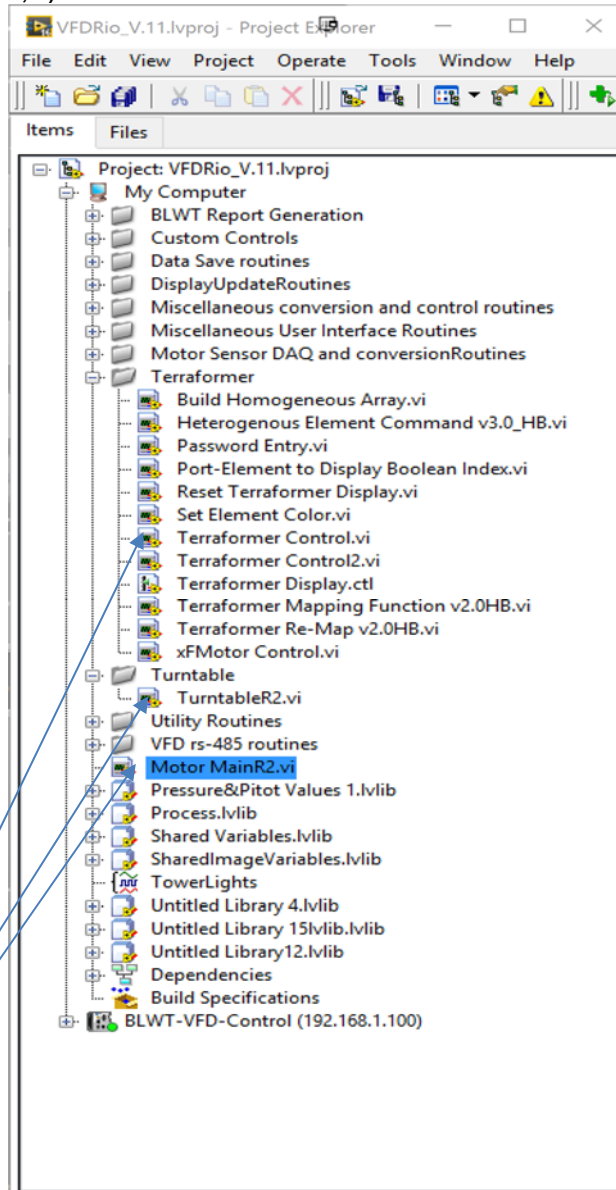 VFDRio_V.11.lvproj - Project Explorer
File Edit View Project Operate Tools Window Help
Items Files
Project: VFDRio_V.11.lvproj
My Computer
BLWT Report Generation
Custom Controls
Data Save routines
DisplayUpdateRoutines
Miscellaneous conversion and control routines
Miscellaneous User Interface Routines
Motor Sensor DAQ and conversionRoutines
Terraformer
Build Homogeneous Array.vi
Heterogenous Element Command v3.0_HB.vi
Password Entry.vi
Port-Element to Display Boolean Index.vi
Reset Terraformer Display.vi
Set Element Color.vi
Terraformer Control.vi
Terraformer Control2.vi
Terraformer Display.ctl
Terraformer Mapping Function v2.0HB.vi
Terraformer Re-Map v2.0HB.vi
xFMotor Control.vi
Turntable
TurntableR2.vi
Utility Routines
VFD rs-485 routines
Motor MainR2.vi
Pressure&Pitot Values 1.lvlib
Process.lvlib
Shared Variables.lvlib
SharedImageVariables.lvlib
TowerLights
Untitled Library 4.lvlib
Untitled Library 15lvlib.lvlib
Untitled Library12.lvlib
Dependencies
Build Specifications
BLWT-VFD-Control (192.168.1.100)